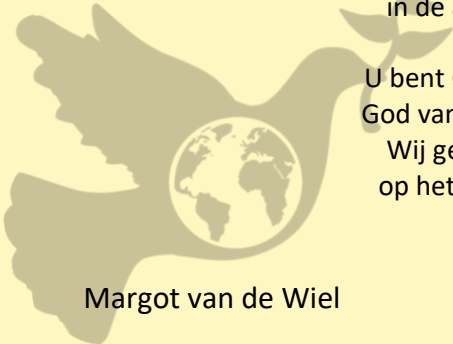 in de
U bent
God van
Wij ge
op het
Margot van de Wiel